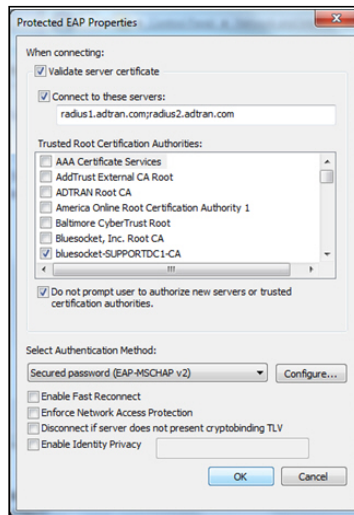 Protected EAP Properties
When connecting:
Validate server certificate
Connect to these servers:
radius1.adtran.com;radius2.adtran.com
Trusted Root Certification Authorities:
AAA Certificate Services
AddTrust External CA Root
ADTRAN Root CA
America Online Root Certification Authority 1
Baltimore CyberTrust Root
Bluesocket, Inc. Root CA
bluesocket-SUPPORTDC1-CA
Do not prompt user to authorize new servers or trusted
certification authorities.
Select Authentication Method:
Secured password (EAP-MSCHAP v2) Configure...
Enable Fast Reconnect
Enforce Network Access Protection
Disconnect if server does not present cryptobinding TLV
Enable Identity Privacy
OK Cancel